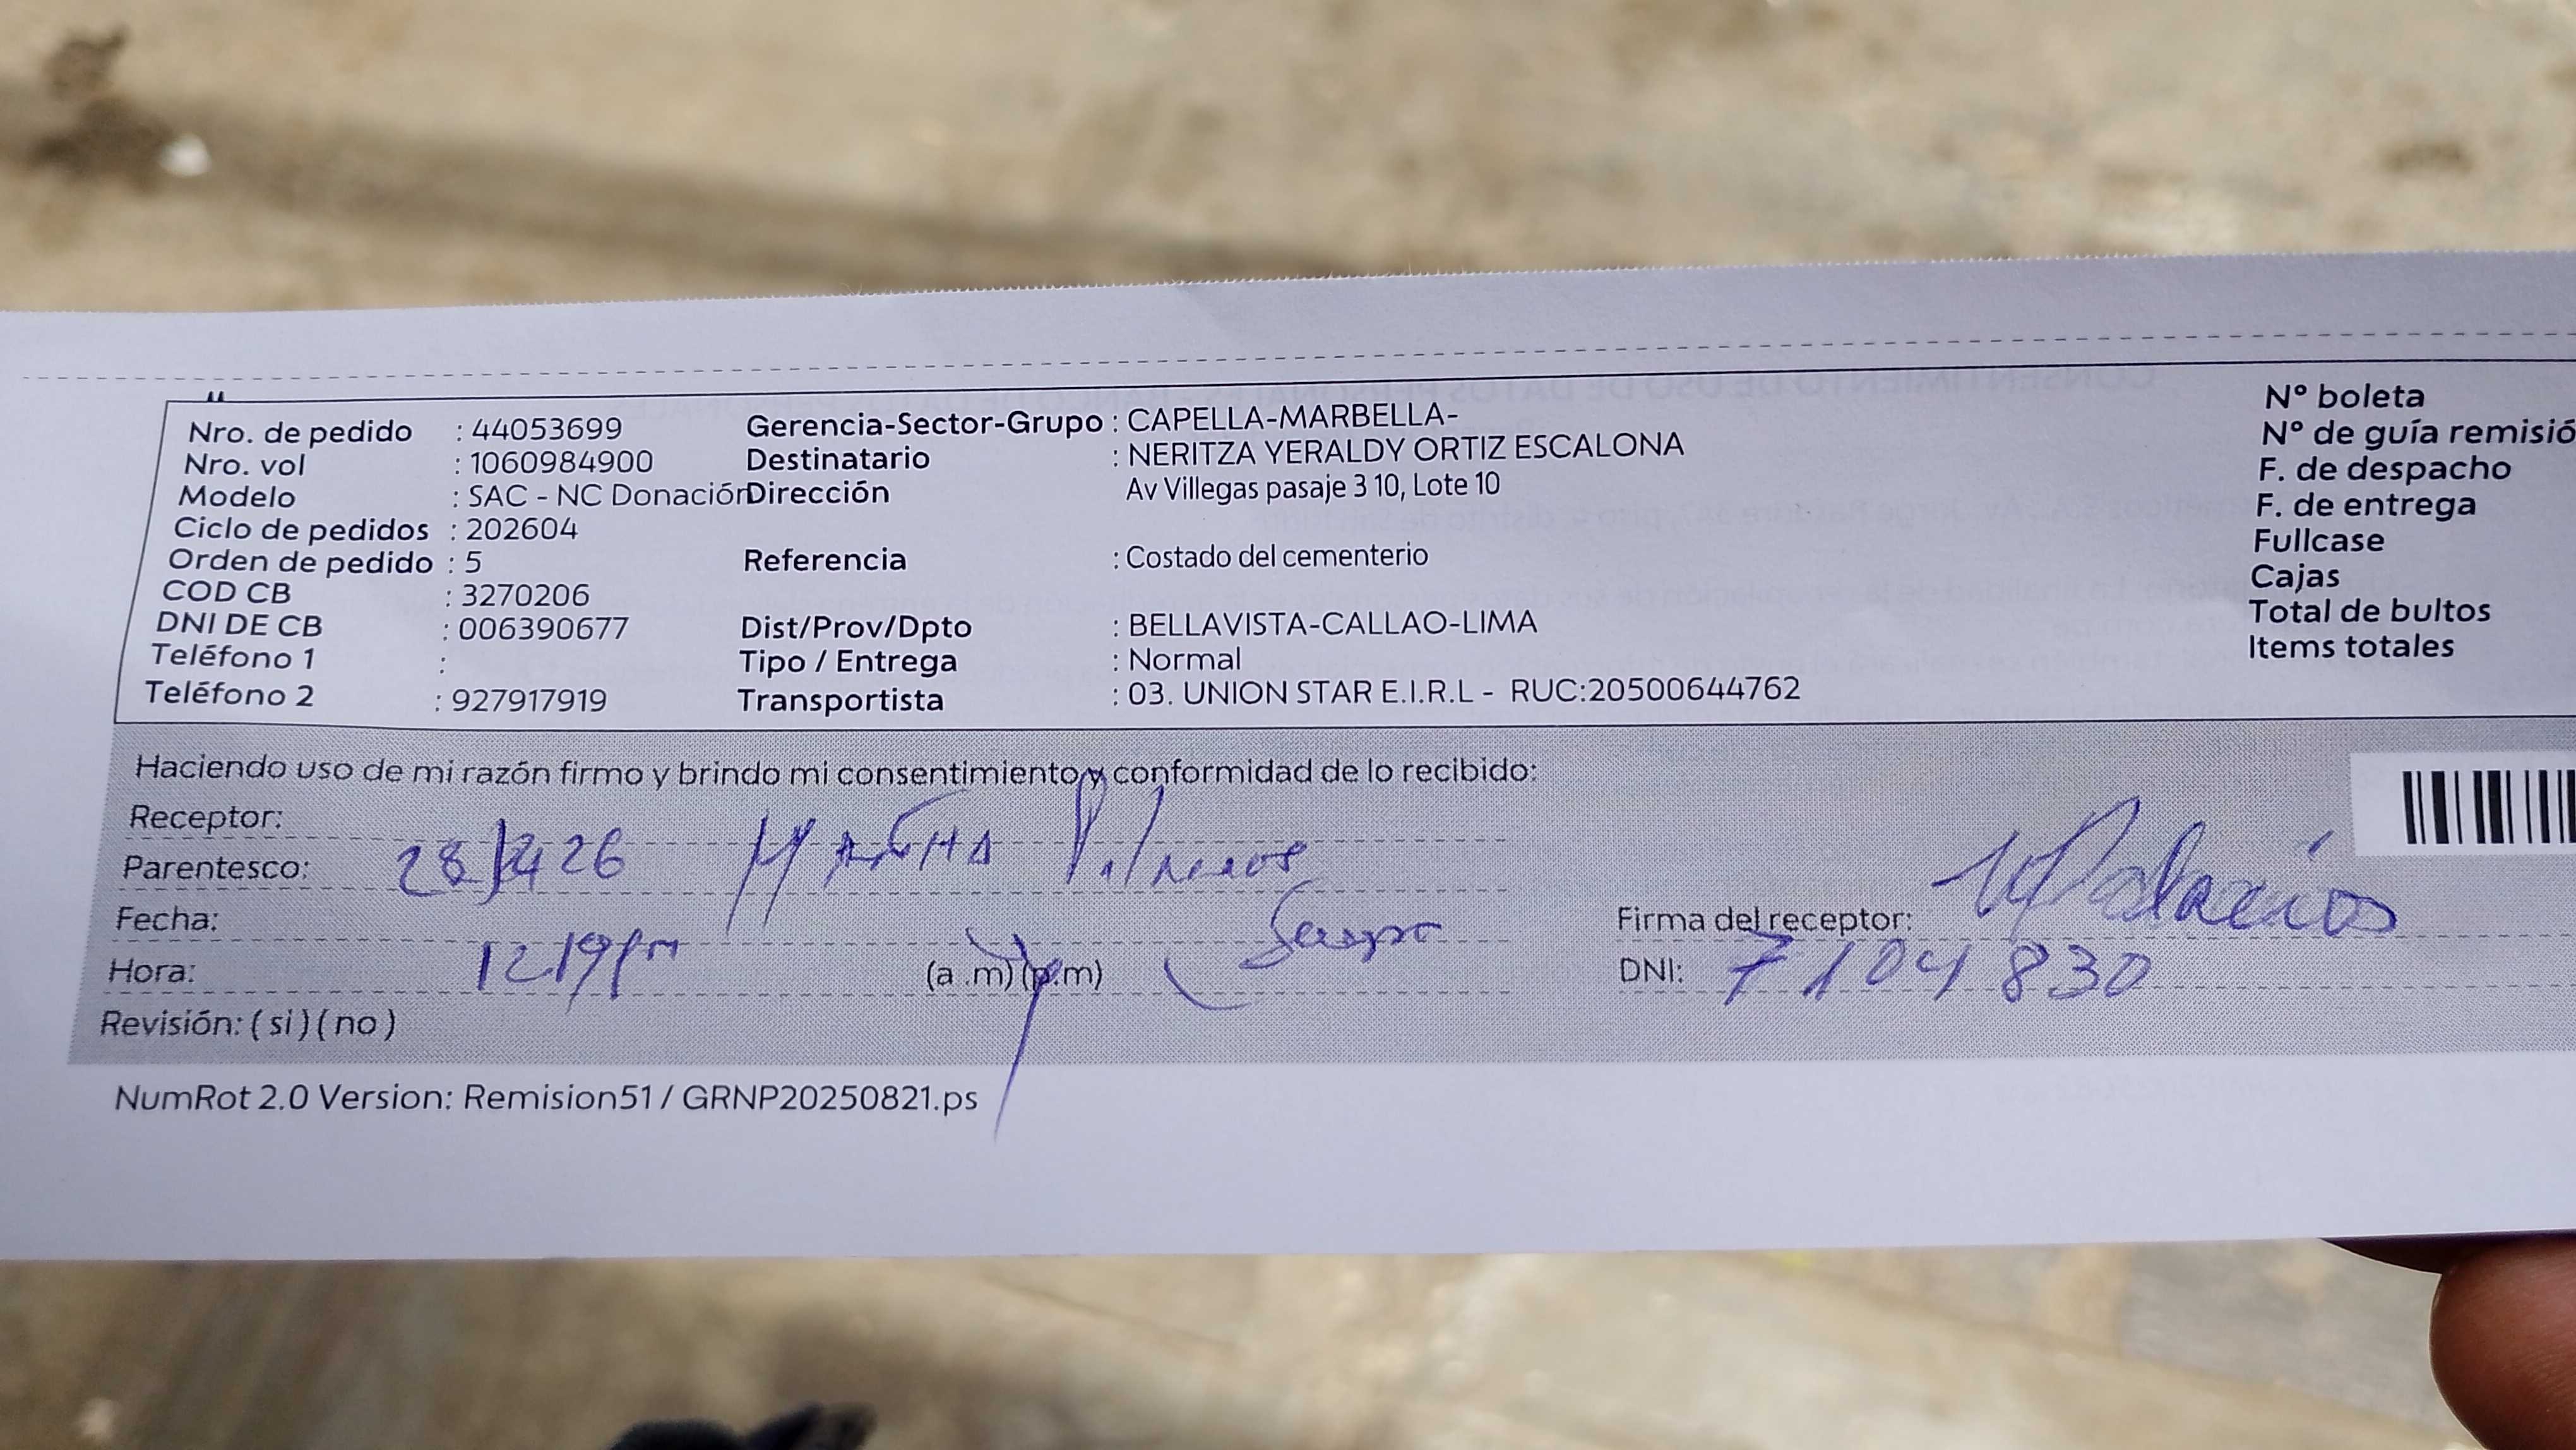 Nro. de pedido : 44053699 Gerencia-Sector-Grupo : CAPELLA-MARBELLA- Nº boleta
Nro. vol : 1060984900 Destinatario : NERITZA YERALDY ORTIZ ESCALONA Nº de guía remisió
Modelo : SAC - NC Donación Dirección Av Villegas pasaje 3 10, Lote 10 F. de despacho
Ciclo de pedidos : 202604 F. de entrega
Orden de pedido : 5 Referencia : Costado del cementerio Fullcase
COD CB : 3270206 Cajas
DNI DE CB : 006390677 Dist/Prov/Dpto : BELLAVISTA-CALLAO-LIMA Total de bultos
Teléfono 1 : Tipo / Entrega : Normal Items totales
Teléfono 2 : 927917919 Transportista : 03. UNION STAR E.I.R.L - RUC:20500644762
Haciendo uso de mi razón firmo y brindo mi consentimiento y conformidad de lo recibido:
Receptor:
Parentesco:
Fecha: Firma del receptor: Palacios
Hora: 1219pm (a .m) (p.m) DNI: 7104830
Revisión: ( si ) ( no )
NumRot 2.0 Version: Remision51 / GRNP20250821.ps